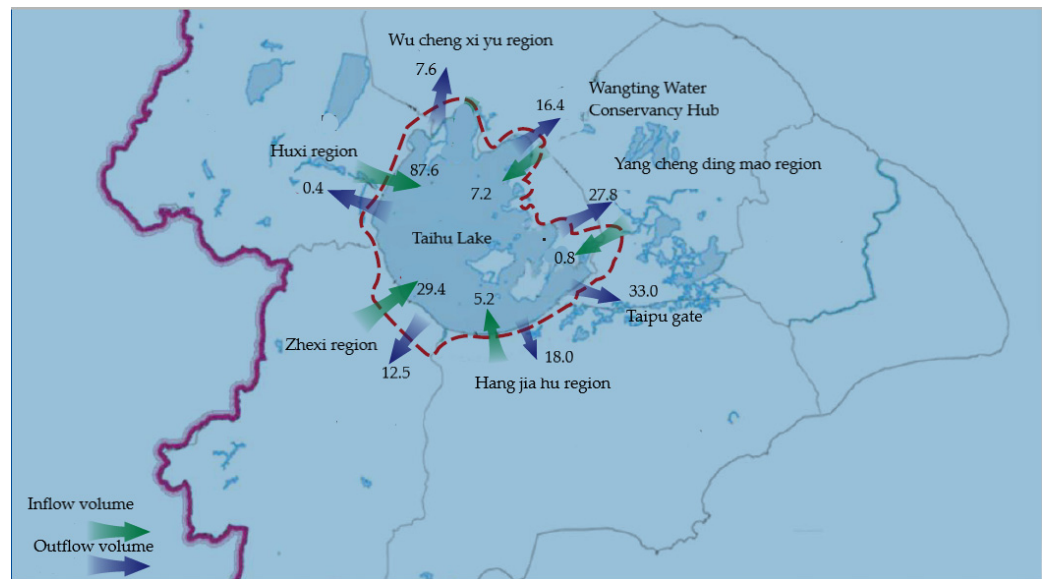 Wu cheng xi yu region
7.6
Wangting Water
Conservancy Hub
16.4
Huxi region
87.6
Yang cheng ding mao region
0.4
7.2
27.8
Taihu Lake
0.8
29.4
5.2
33.0
Taipu gate
Zhexi region
12.5
18.0
Hang jia hu region
Inflow volume
Outflow volume